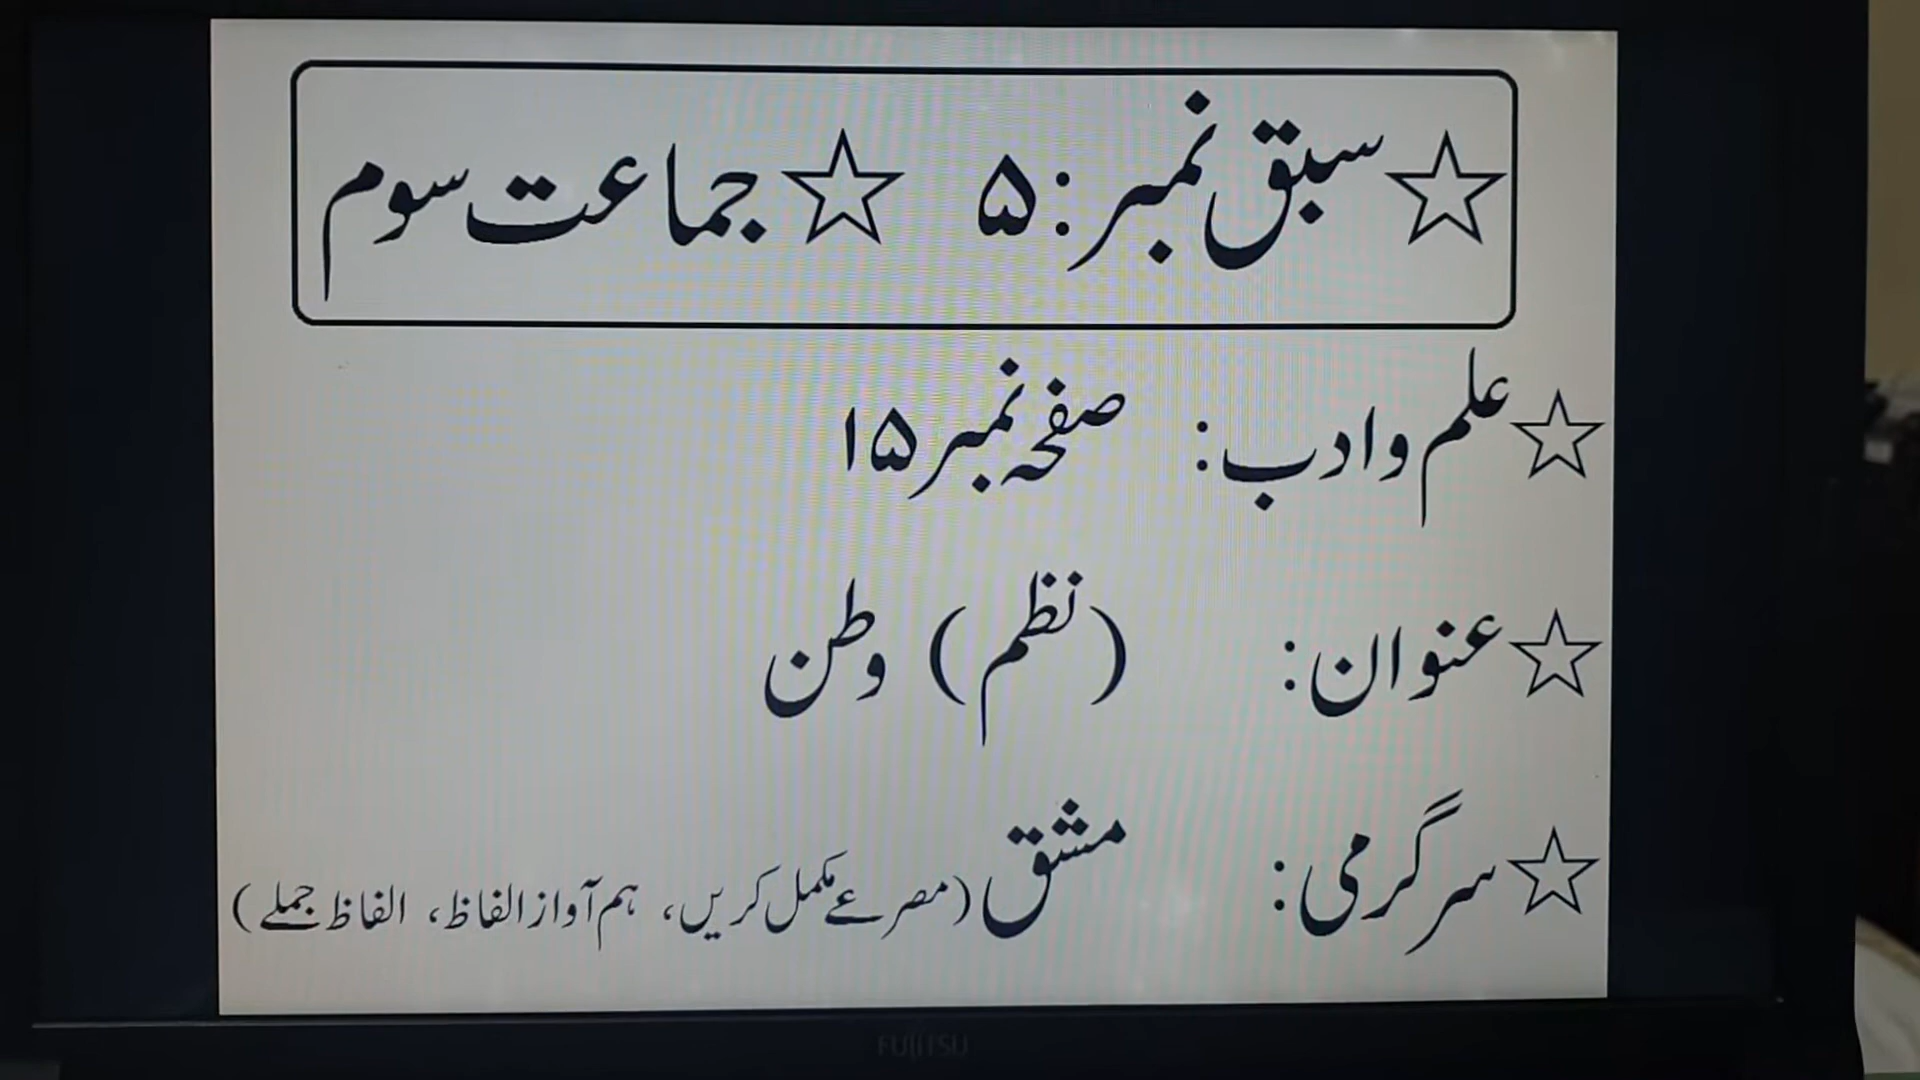 ☆سبق نمبر: ۵ ☆جماعت سوم
☆علم و ادب: صفحہ نمبر ۱۵
☆عنوان: (نظم) وطن
☆سرگرمی: مشق (مصرعے مکمل کریں، ہم آواز الفاظ، الفاظ جملے)
FUJITSU